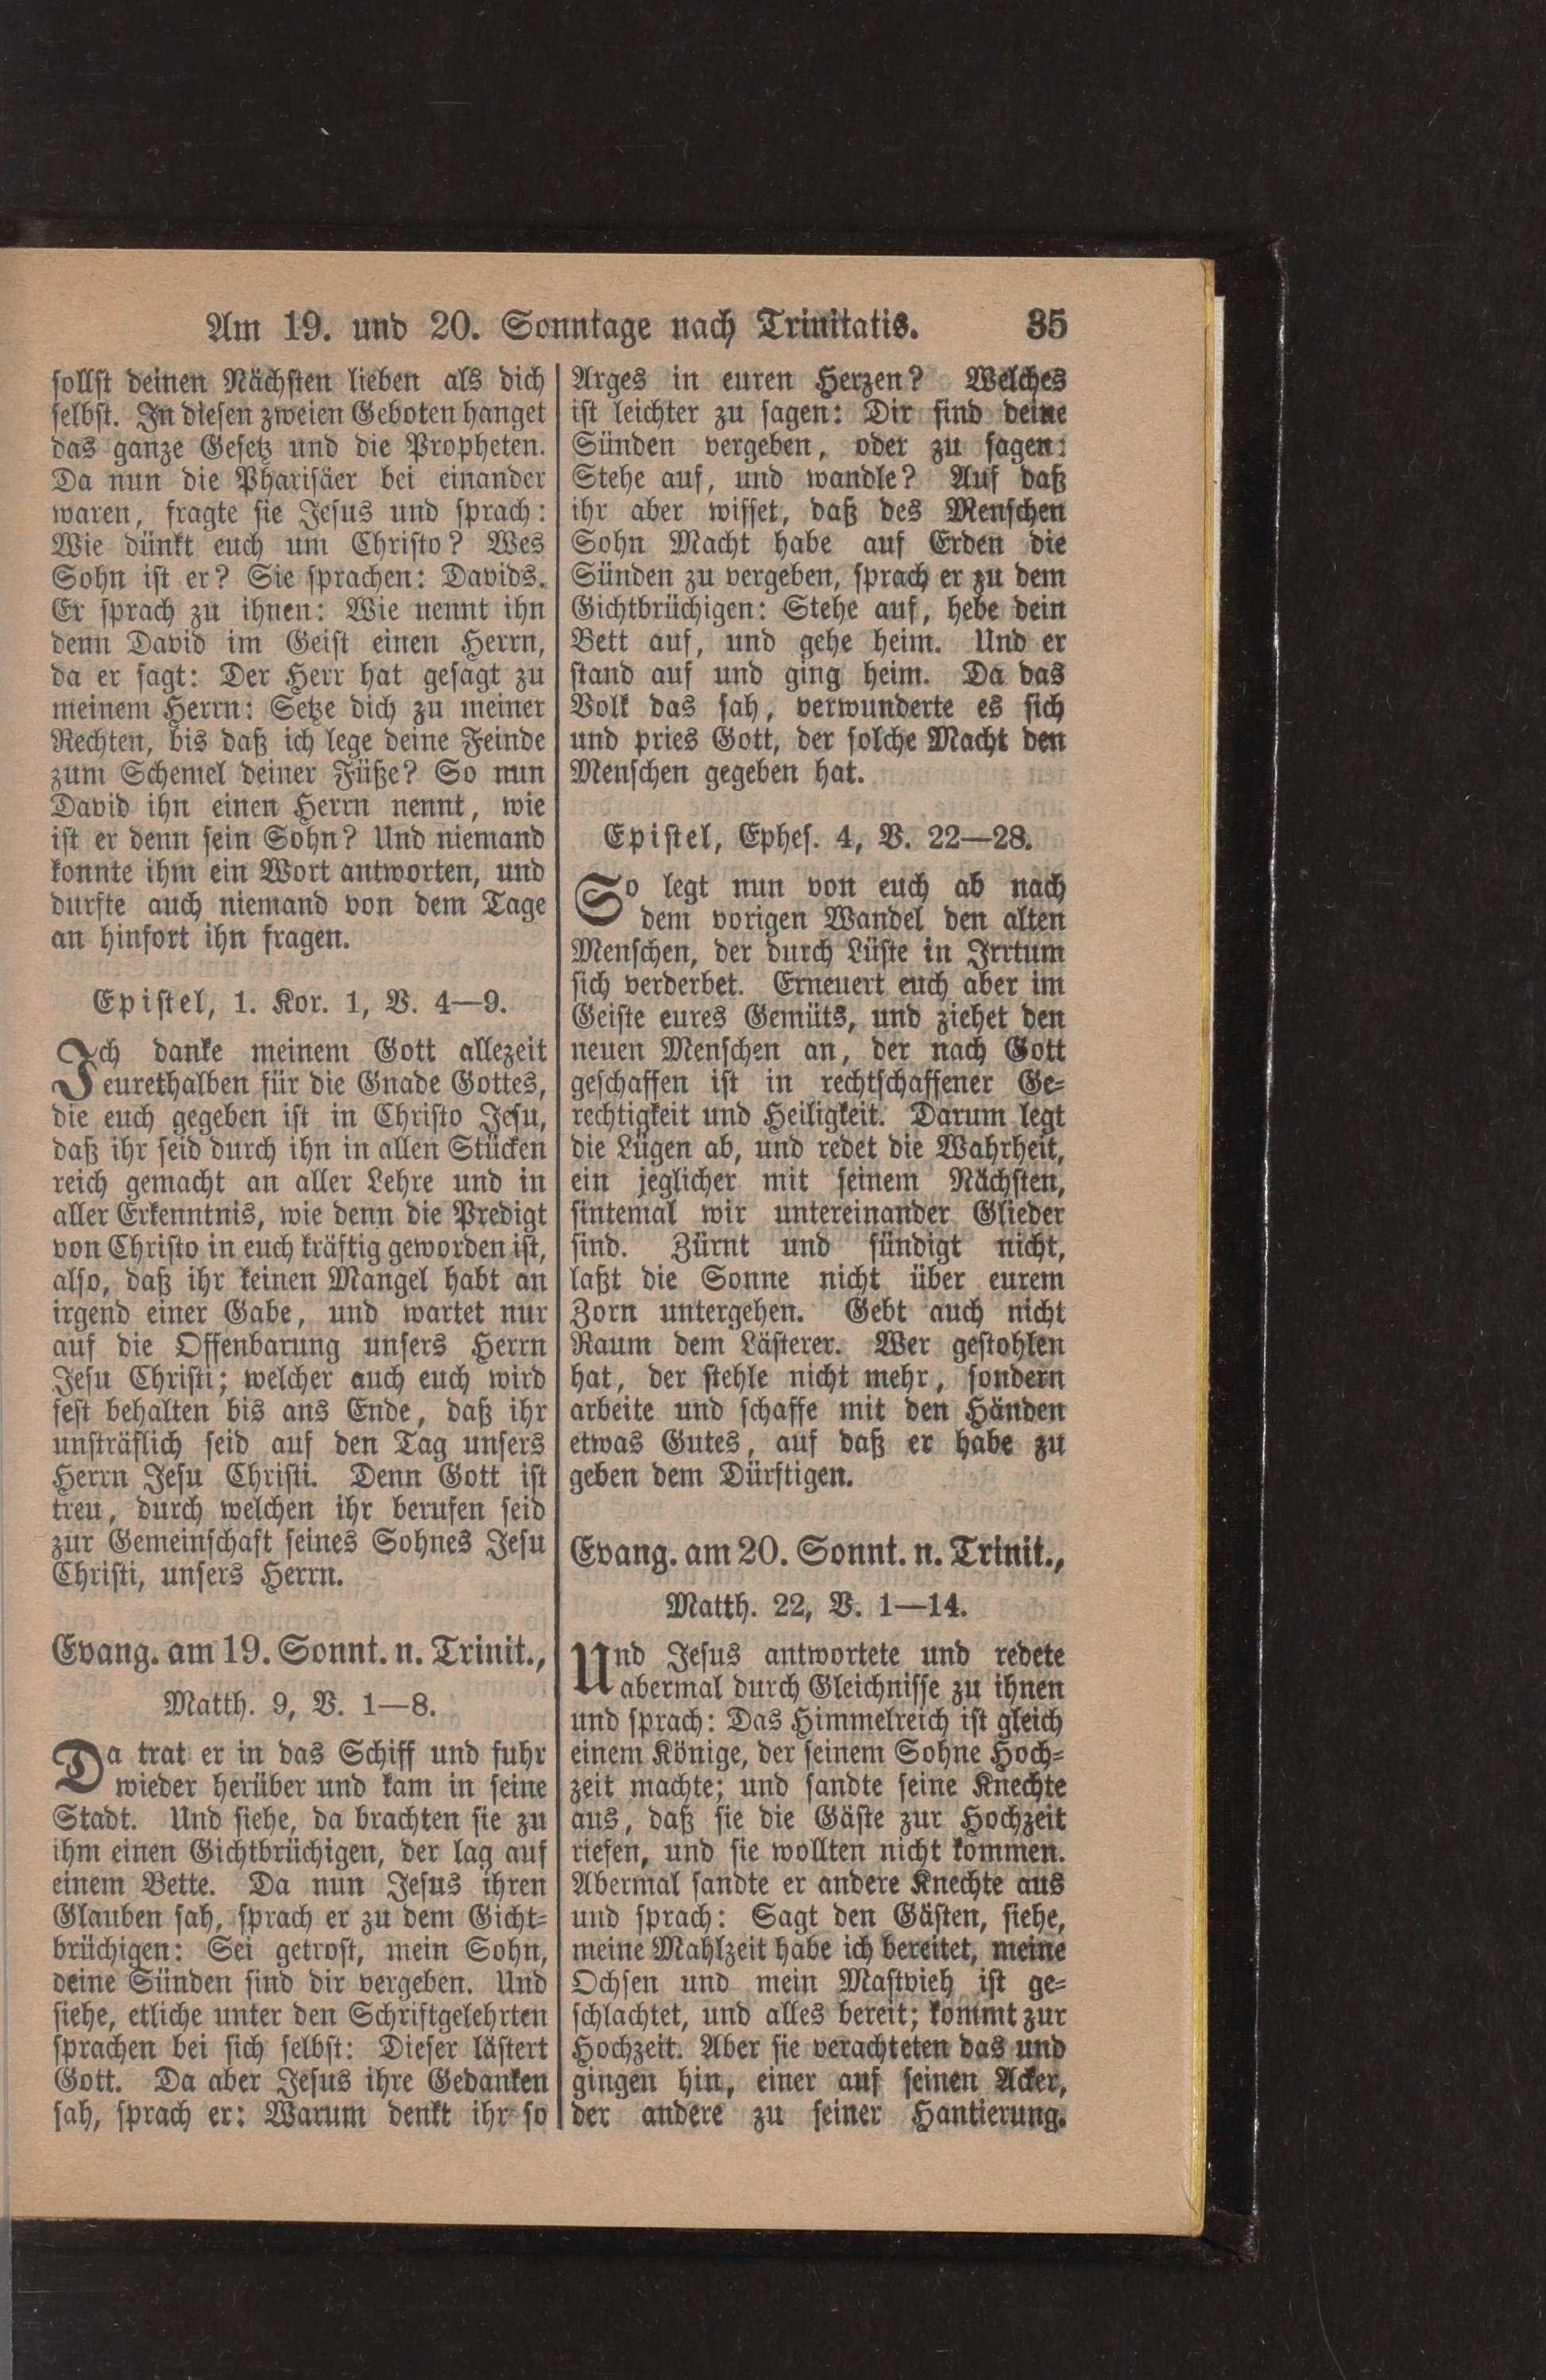 Am 19. und 20. Sonntage nach Trinitatis. 35
sollst deinen Nächsten lieben als dich
selbst. In diesen zweien Geboten hanget
das ganze Gesetz und die Propheten.
Da nun die Pharisäer bei einander
waren, fragte sie Jesus und sprach:
Wie dünkt euch um Christo? Wes
Sohn ist er? Sie sprachen: Davids.
Er sprach zu ihnen: Wie nennt ihn
denn David im Geist einen Herrn,
da er sagt: Der Herr hat gesagt zu
meinem Herrn: Setze dich zu meiner
Rechten, bis daß ich lege deine Feinde
zum Schemel deiner Füße? So nun
David ihn einen Herrn nennt, wie
ist er denn sein Sohn? Und niemand
konnte ihm ein Wort antworten, und
durfte auch niemand von dem Tage
an hinfort ihn fragen.
Epistel, 1. Kor. 1, V. 4—9.
Ich danke meinem Gott allezeit
eurethalben für die Gnade Gottes,
die euch gegeben ist in Christo Jesu,
daß ihr seid durch ihn in allen Stücken
reich gemacht an aller Lehre und in
aller Erkenntnis, wie denn die Predigt
von Christo in euch kräftig geworden ist,
also, daß ihr keinen Mangel habt an
irgend einer Gabe, und wartet nur
auf die Offenbarung unsers Herrn
Jesu Christi; welcher auch euch wird
fest behalten bis ans Ende, daß ihr
unsträflich seid auf den Tag unsers
Herrn Jesu Christi. Denn Gott ist
treu, durch welchen ihr berufen seid
zur Gemeinschaft seines Sohnes Jesu
Christi, unsers Herrn.
Evang. am 19. Sonnt. n. Trinit.,
Matth. 9, V. 1—8.
Da trat er in das Schiff und fuhr
wieder herüber und kam in seine
Stadt. Und siehe, da brachten sie zu
ihm einen Gichtbrüchigen, der lag auf
einem Bette. Da nun Jesus ihren
Glauben sah, sprach er zu dem Gicht-
brüchigen: Sei getrost, mein Sohn,
deine Sünden sind dir vergeben. Und
siehe, etliche unter den Schriftgelehrten
sprachen bei sich selbst: Dieser lästert
Gott. Da aber Jesus ihre Gedanken
sah, sprach er: Warum denkt ihr so
Arges in euren Herzen? Welches
ist leichter zu sagen: Dir sind deine
Sünden vergeben, oder zu sagen:
Stehe auf, und wandle? Auf daß
ihr aber wisset, daß des Menschen
Sohn Macht habe auf Erden die
Sünden zu vergeben, sprach er zu dem
Gichtbrüchigen: Stehe auf, hebe dein
Bett auf, und gehe heim. Und er
stand auf und ging heim. Da das
Volk das sah, verwunderte es sich
und pries Gott, der solche Macht den
Menschen gegeben hat.
Epistel, Ephes. 4, V. 22—28.
So legt nun von euch ab nach
dem vorigen Wandel den alten
Menschen, der durch Lüste in Irrtum
sich verderbet. Erneuert euch aber im
Geiste eures Gemüts, und ziehet den
neuen Menschen an, der nach Gott
geschaffen ist in rechtschaffener Ge-
rechtigkeit und Heiligkeit. Darum legt
die Lügen ab, und redet die Wahrheit,
ein jeglicher mit seinem Nächsten,
sintemal wir untereinander Glieder
sind. Zürnt und sündigt nicht,
laßt die Sonne nicht über eurem
Zorn untergehen. Gebt auch nicht
Raum dem Lästerer. Wer gestohlen
hat, der stehle nicht mehr, sondern
arbeite und schaffe mit den Händen
etwas Gutes, auf daß er habe zu
geben dem Dürftigen.
Evang. am 20. Sonnt. n. Trinit.,
Matth. 22, V. 1—14.
Und Jesus antwortete und redete
abermal durch Gleichnisse zu ihnen
und sprach: Das Himmelreich ist gleich
einem Könige, der seinem Sohne Hoch-
zeit machte; und sandte seine Knechte
aus, daß sie die Gäste zur Hochzeit
riefen, und sie wollten nicht kommen.
Abermal sandte er andere Knechte aus
und sprach: Sagt den Gästen, siehe,
meine Mahlzeit habe ich bereitet, meine
Ochsen und mein Mastvieh ist ge-
schlachtet, und alles bereit; kommt zur
Hochzeit. Aber sie verachteten das und
gingen hin, einer auf seinen Acker,
der andere zu seiner Hantierung.